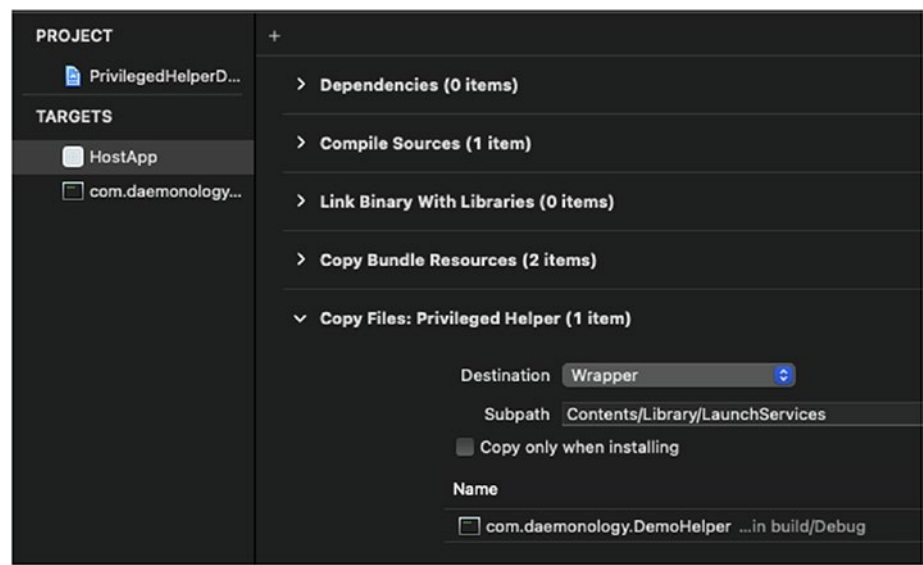 PROJECT
PrivilegedHelperD...
TARGETS
HostApp
com.daemonology...
+
Dependencies (0 items)
Compile Sources (1 item)
Link Binary With Libraries (0 items)
Copy Bundle Resources (2 items)
Copy Files: Privileged Helper (1 item)
Destination Wrapper
Subpath Contents/Library/LaunchServices
Copy only when installing
Name
com.daemonology.DemoHelper ...in build/Debug